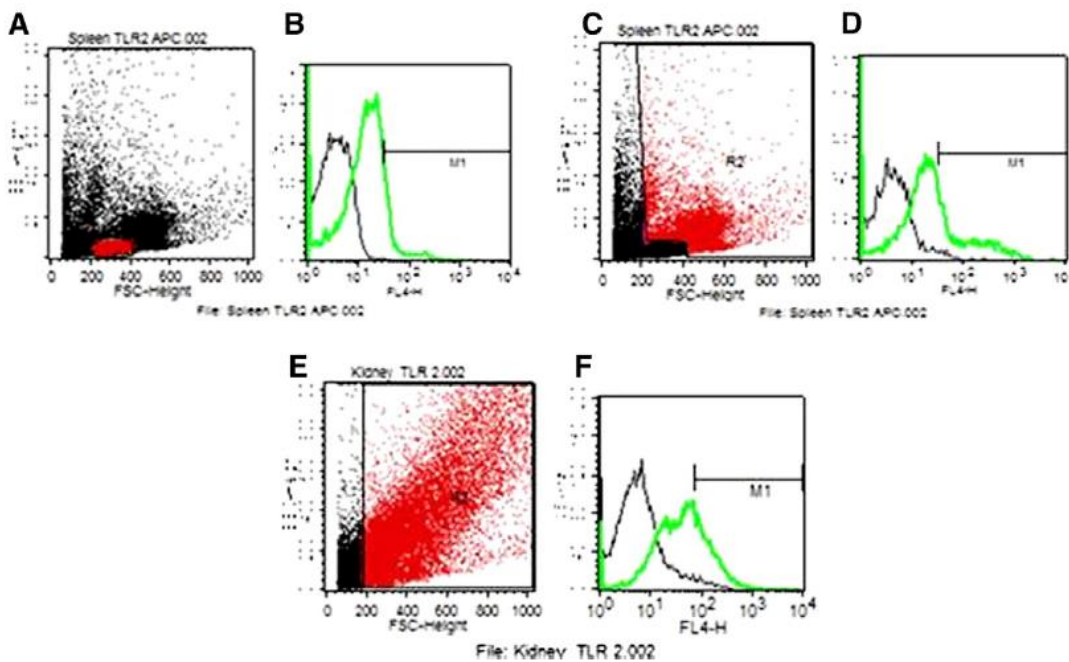 A
B
C
D
Spleen TLR2 APC.002
Spleen TLR2 APC.002
M1
R2
M1
0 200 400 600 800 1000
FSC-Height
10^0 10^1 10^2 10^3 10^4
FL4-H
0 200 400 600 800 1000
FSC-Height
10^0 10^1 10^2 10^3 10^4
FL4-H
File: Spleen TLR2 APC.002
File: Spleen TLR2 APC.002
E
F
Kidney TLR 2.002
M1
0 200 400 600 800 1000
FSC-Height
10^0 10^1 10^2 10^3 10^4
FL4-H
File: Kidney TLR 2.002